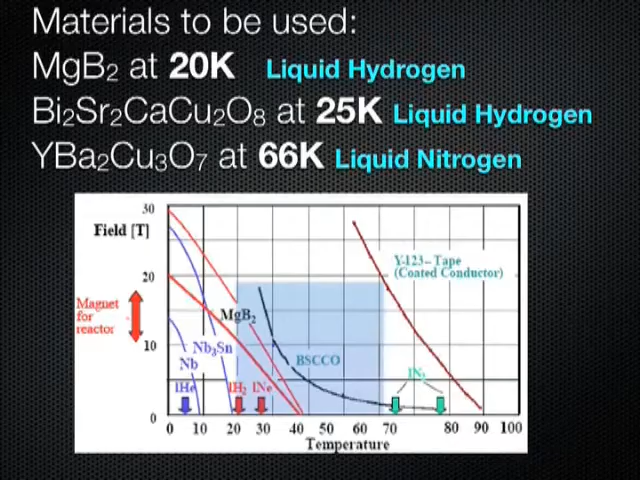 Materials to be used:
MgB₂ at 20K Liquid Hydrogen
Bi₂Sr₂CaCu₂O₈ at 25K Liquid Hydrogen
YBa₂Cu₃O₇ at 66K Liquid Nitrogen
30
Field [T]
Y-123–Tape
(Coated Conductor)
20
Magnet
for
reactor
MgB₂
10
Nb₃Sn
Nb
BSCCO
lN₂
lHe
lH₂
lNe
0
0 10 20 30 40 50 60 70 80 90 100
Temperature